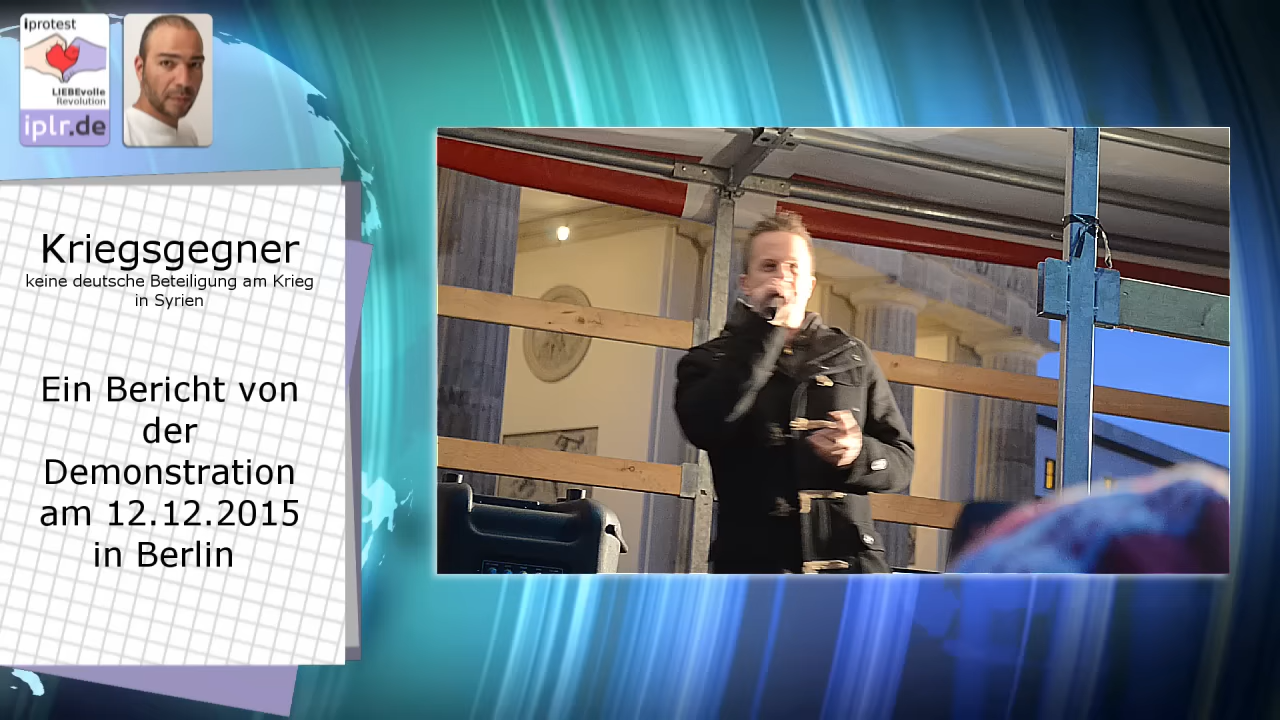 iprotest
LIEBEvolle
Revolution
iplr.de
Kriegsgegner
keine deutsche Beteiligung am Krieg
in Syrien
Ein Bericht von
der
Demonstration
am 12.12.2015
in Berlin